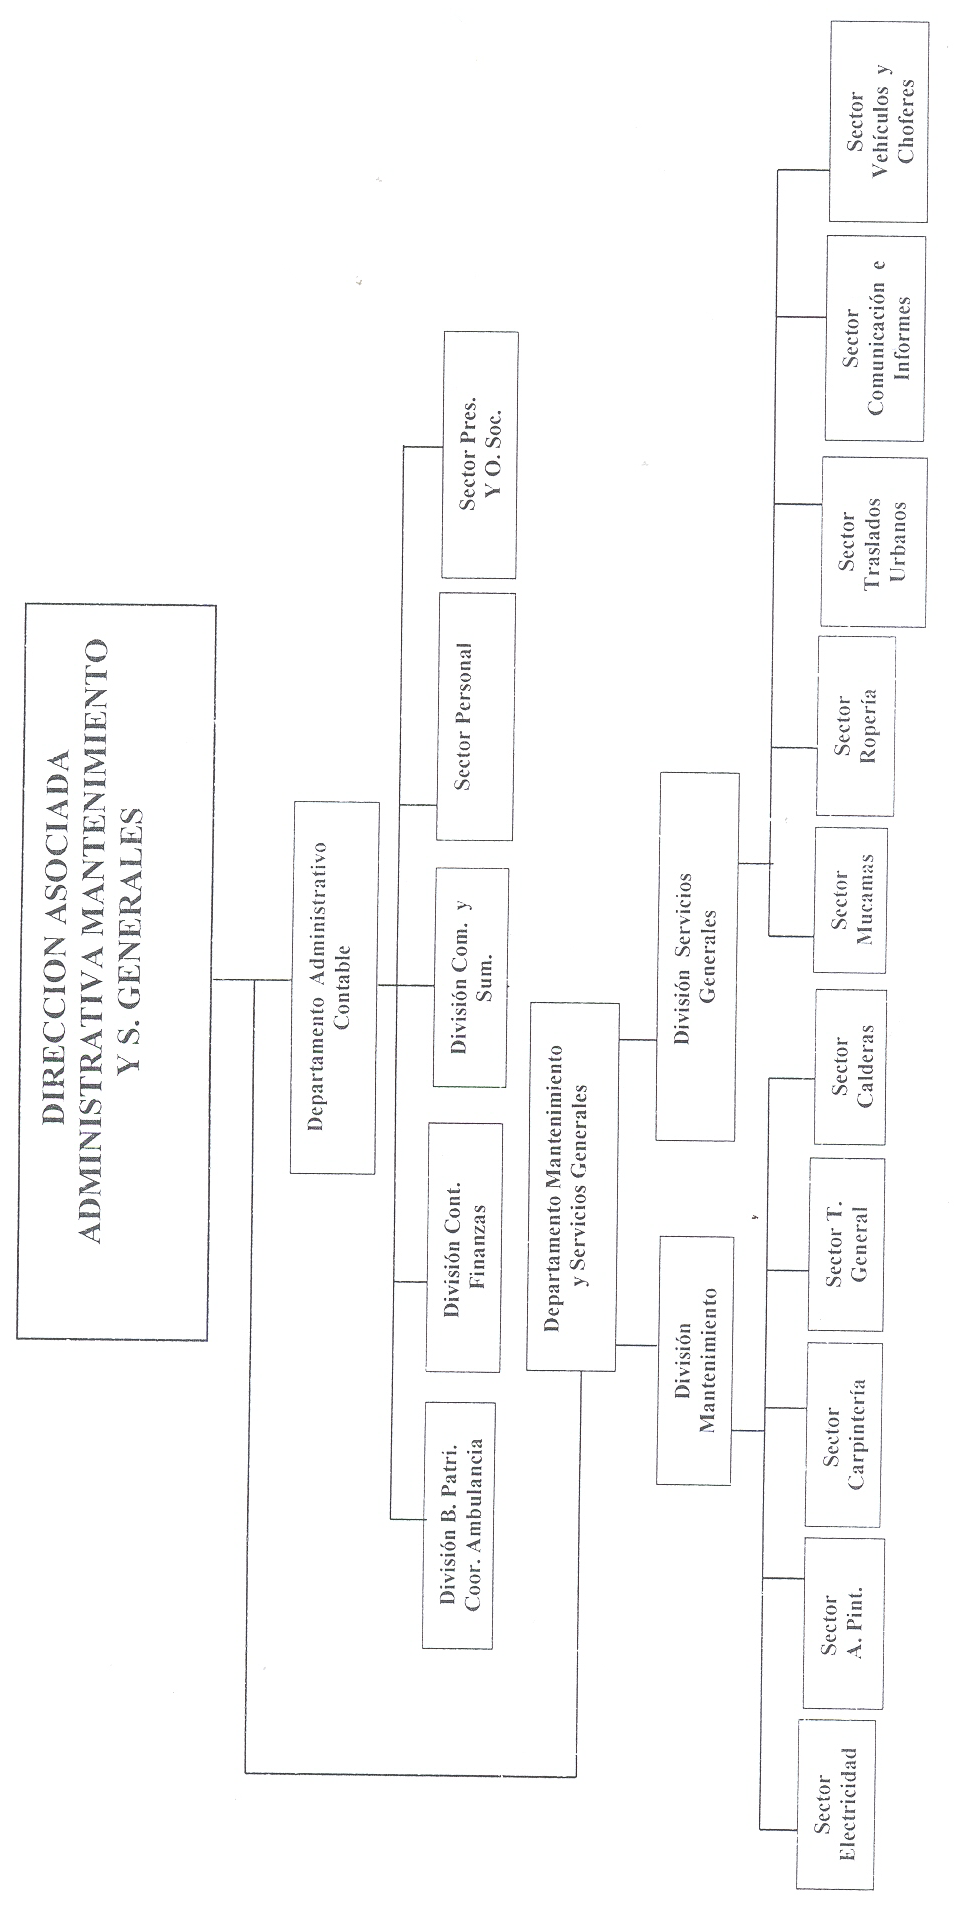 DIRECCION ASOCIADA
ADMINISTRATIVA MANTENIMIENTO
Y S. GENERALES
Departamento Administrativo
Contable
División B. Patri.
Coor. Ambulancia
División Cont.
Finanzas
División Com. y
Sum.
Sector Personal
Sector Pres.
Y O. Soc.
Departamento Mantenimiento
y Servicios Generales
División
Mantenimiento
División Servicios
Generales
Sector
Electricidad
Sector
A. Pint.
Sector
Carpintería
Sector T.
General
Sector
Calderas
Sector
Mucamas
Sector
Ropería
Sector
Traslados
Urbanos
Sector
Comunicación e
Informes
Sector
Vehículos y
Choferes